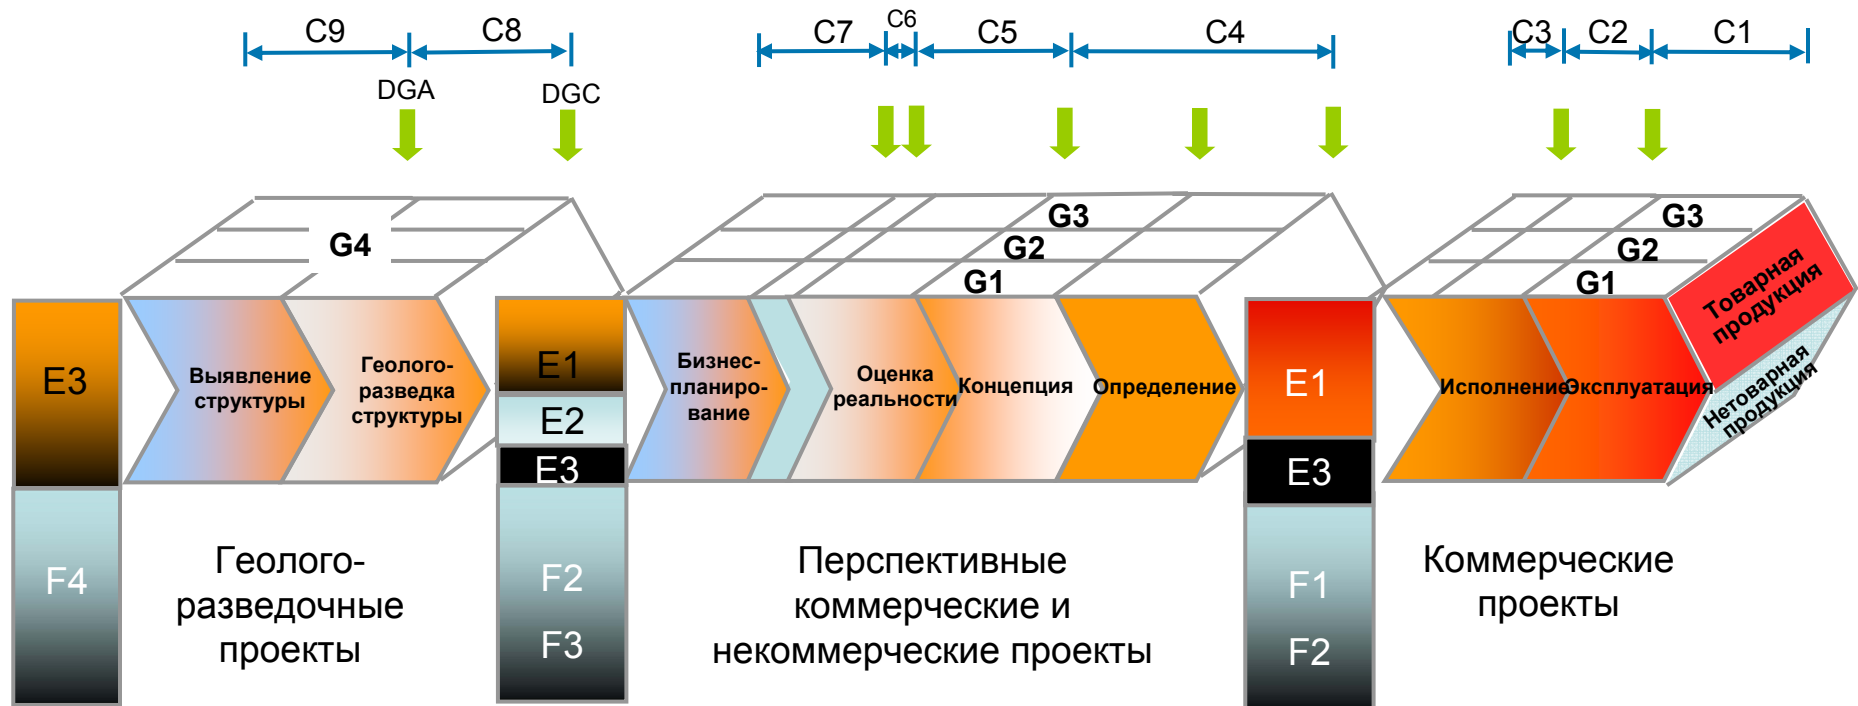 C9
C8
C7
C6
C5
C4
C3
C2
C1
DGA
DGC
G4
G3
G2
G1
G3
G2
G1
E3
F4
Выявление
структуры
Геолого-
разведка
структуры
E1
E2
E3
F2
F3
Бизнес-
планиро-
вание
Оценка
реальности
Концепция
Определение
E1
E3
F1
F2
Исполнение
Эксплуатация
Товарная
продукция
Нетоварная
продукция
Геолого-
разведочные
проекты
Перспективные
коммерческие и
некоммерческие проекты
Коммерческие
проекты